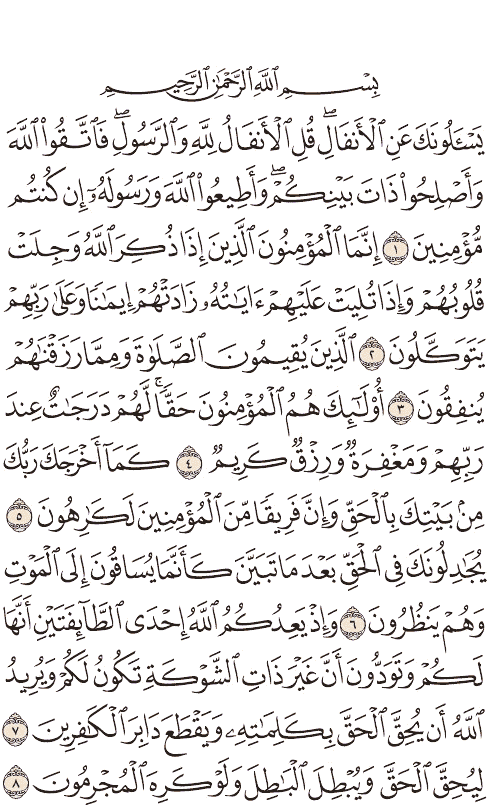 بِسْمِ ٱللَّهِ ٱلرَّحْمَٰنِ ٱلرَّحِيمِ
يَسْـَٔلُونَكَ عَنِ ٱلْأَنفَالِۖ قُلِ ٱلْأَنفَالُ لِلَّهِ وَٱلرَّسُولِۖ فَٱتَّقُوا۟ ٱللَّهَ
وَأَصْلِحُوا۟ ذَاتَ بَيْنِكُمْۖ وَأَطِيعُوا۟ ٱللَّهَ وَرَسُولَهُۥٓ إِن كُنتُم
مُّؤْمِنِينَ ١ إِنَّمَا ٱلْمُؤْمِنُونَ ٱلَّذِينَ إِذَا ذُكِرَ ٱللَّهُ وَجِلَتْ
قُلُوبُهُمْ وَإِذَا تُلِيَتْ عَلَيْهِمْ ءَايَٰتُهُۥ زَادَتْهُمْ إِيمَٰنًا وَعَلَىٰ رَبِّهِمْ
يَتَوَكَّلُونَ ٢ ٱلَّذِينَ يُقِيمُونَ ٱلصَّلَوٰةَ وَمِمَّا رَزَقْنَٰهُمْ
يُنفِقُونَ ٣ أُو۟لَٰٓئِكَ هُمُ ٱلْمُؤْمِنُونَ حَقًّاۚ لَّهُمْ دَرَجَٰتٌ عِندَ
رَبِّهِمْ وَمَغْفِرَةٌ وَرِزْقٌ كَرِيمٌ ٤ كَمَآ أَخْرَجَكَ رَبُّكَ
مِنۢ بَيْتِكَ بِٱلْحَقِّ وَإِنَّ فَرِيقًا مِّنَ ٱلْمُؤْمِنِينَ لَكَٰرِهُونَ ٥
يُجَٰدِلُونَكَ فِى ٱلْحَقِّ بَعْدَ مَا تَبَيَّنَ كَأَنَّمَا يُسَاقُونَ إِلَى ٱلْمَوْتِ
وَهُمْ يَنظُرُونَ ٦ وَإِذْ يَعِدُكُمُ ٱللَّهُ إِحْدَى ٱلطَّآئِفَتَيْنِ أَنَّهَا
لَكُمْ وَتَوَدُّونَ أَنَّ غَيْرَ ذَاتِ ٱلشَّوْكَةِ تَكُونُ لَكُمْ وَيُرِيدُ
ٱللَّهُ أَن يُحِقَّ ٱلْحَقَّ بِكَلِمَٰتِهِۦ وَيَقْطَعَ دَابِرَ ٱلْكَٰفِرِينَ ٧
لِيُحِقَّ ٱلْحَقَّ وَيُبْطِلَ ٱلْبَٰطِلَ وَلَوْ كَرِهَ ٱلْمُجْرِمُونَ ٨